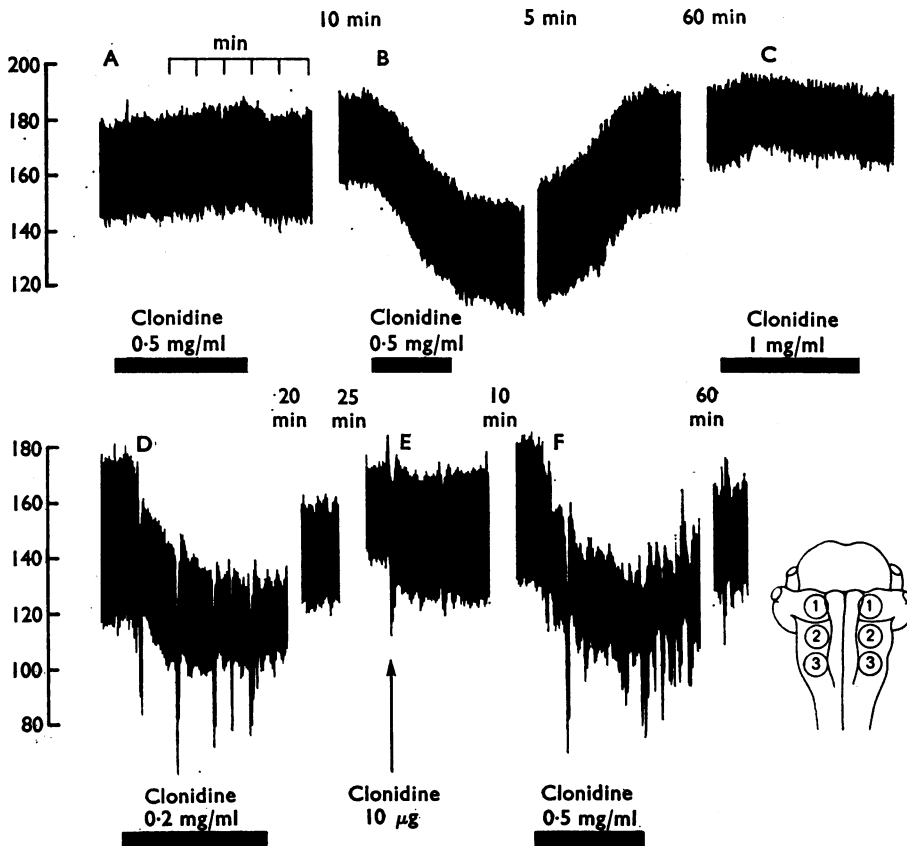 10 min
5 min
60 min
min
A
B
C
200
180
160
140
120
Clonidine
0·5 mg/ml
Clonidine
0·5 mg/ml
Clonidine
1 mg/ml
20
min
25
min
10
min
60
min
D
E
F
180
160
140
120
100
80
1
1
2
2
3
3
Clonidine
0·2 mg/ml
Clonidine
10 μg
Clonidine
0·5 mg/ml